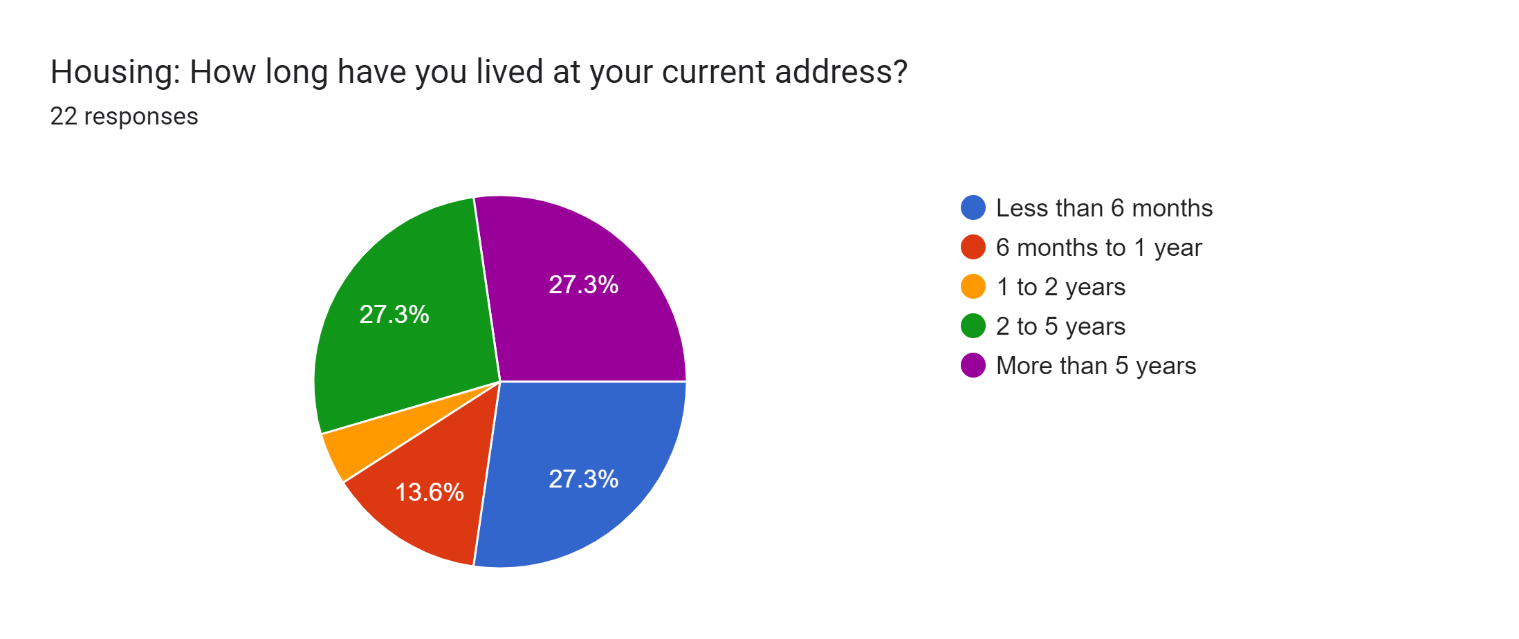 Housing: How long have you lived at your current address?
22 responses
27.3%
27.3%
13.6%
27.3%
Less than 6 months
6 months to 1 year
1 to 2 years
2 to 5 years
More than 5 years